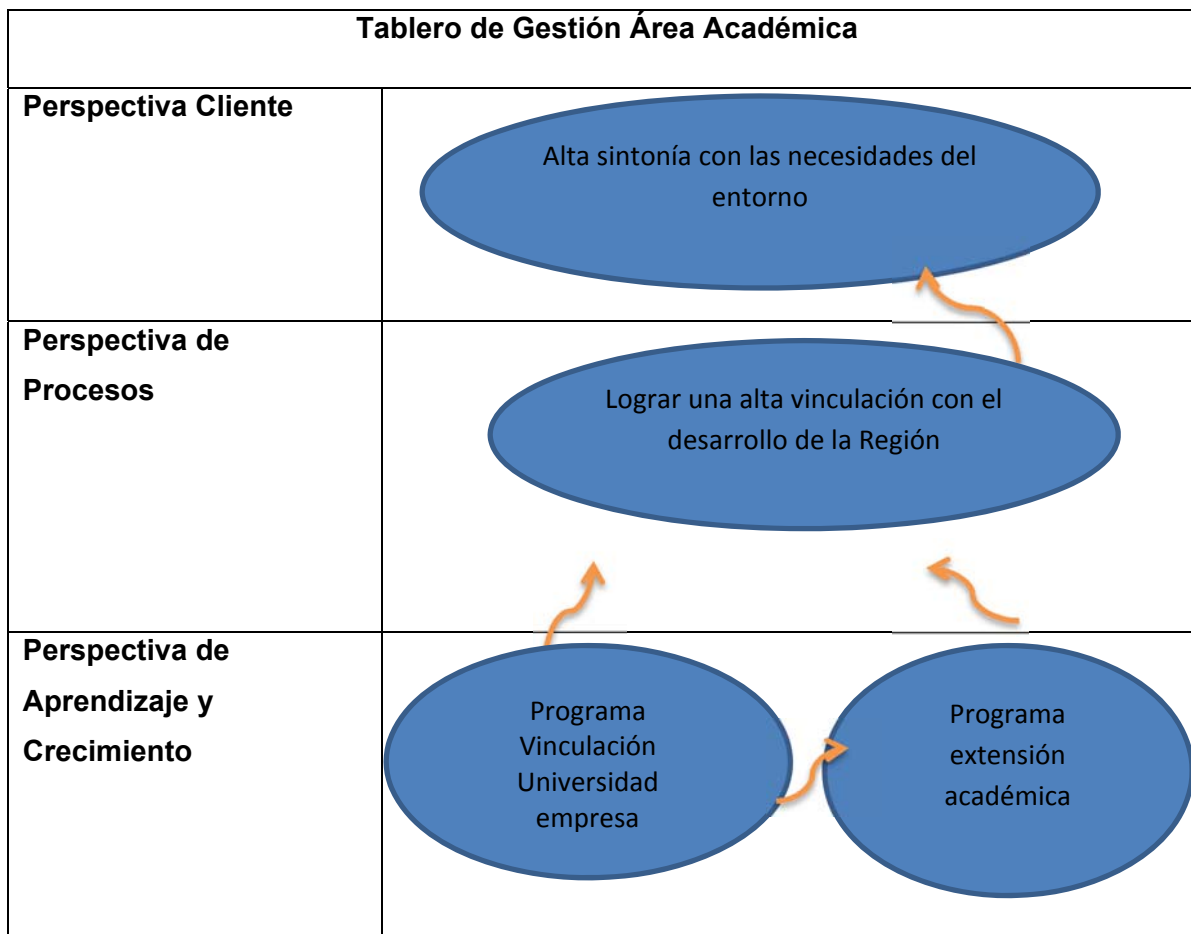 Tablero de Gestión Área Académica
Perspectiva Cliente
Alta sintonía con las necesidades del
entorno
Perspectiva de
Procesos
Lograr una alta vinculación con el
desarrollo de la Región
Perspectiva de
Aprendizaje y
Crecimiento
Programa
Vinculación
Universidad
empresa
Programa
extensión
académica